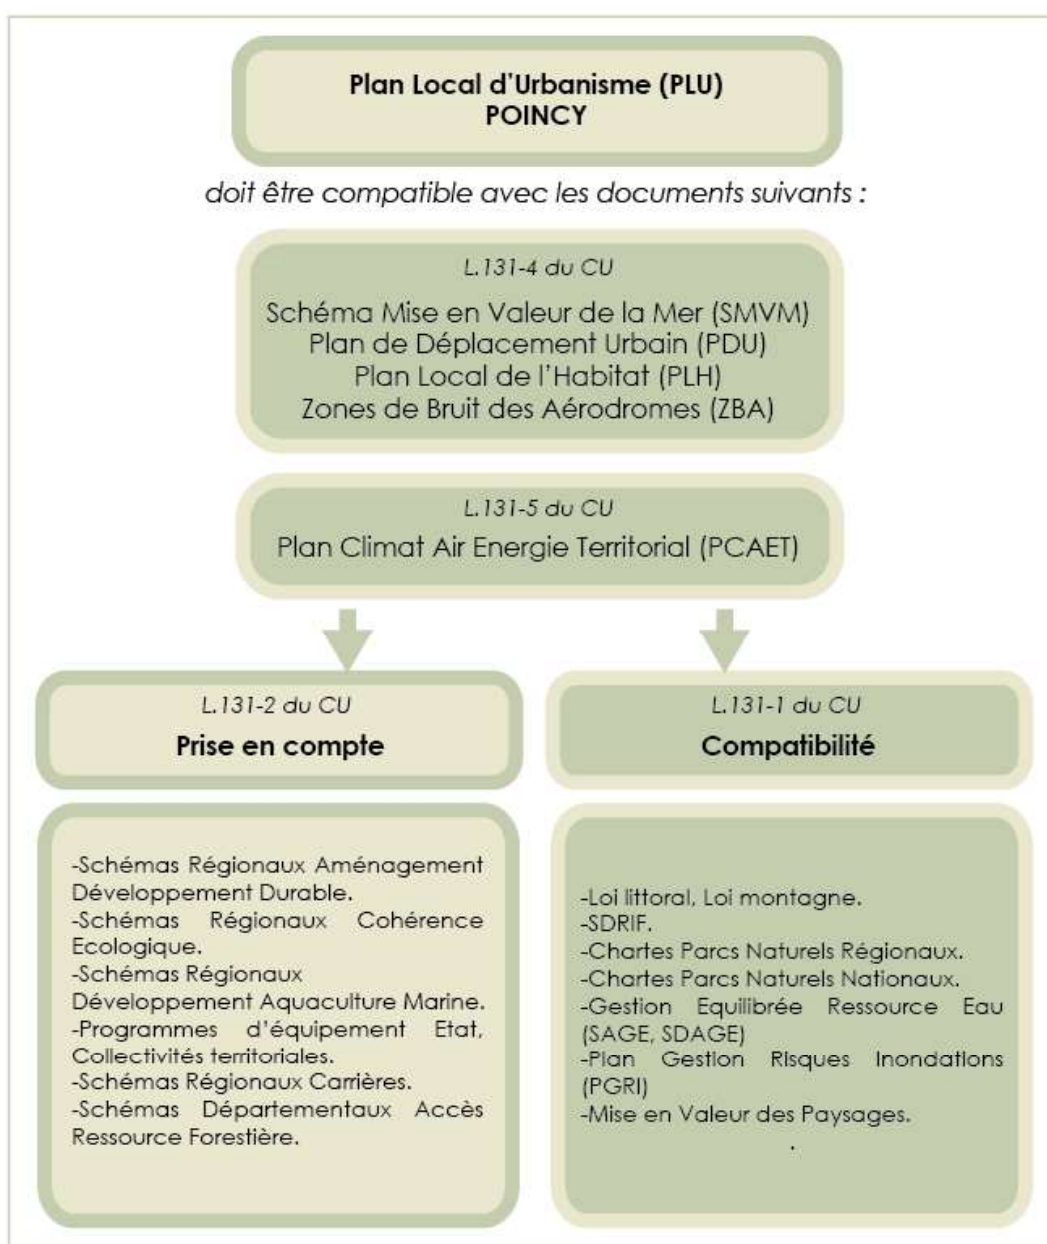 Plan Local d'Urbanisme (PLU)
POINCY
doit être compatible avec les documents suivants :
L.131-4 du CU
Schéma Mise en Valeur de la Mer (SMVM)
Plan de Déplacement Urbain (PDU)
Plan Local de l'Habitat (PLH)
Zones de Bruit des Aérodromes (ZBA)
L.131-5 du CU
Plan Climat Air Energie Territorial (PCAET)
L.131-2 du CU
Prise en compte
-Schémas Régionaux Aménagement
Développement Durable.
-Schémas Régionaux Cohérence
Ecologique.
-Schémas Régionaux
Développement Aquaculture Marine.
-Programmes d'équipement Etat,
Collectivités territoriales.
-Schémas Régionaux Carrières.
-Schémas Départementaux Accès
Ressource Forestière.
L.131-1 du CU
Compatibilité
-Loi littoral, Loi montagne.
-SDRIF.
-Chartes Parcs Naturels Régionaux.
-Chartes Parcs Naturels Nationaux.
-Gestion Equilibrée Ressource Eau
(SAGE, SDAGE)
-Plan Gestion Risques Inondations
(PGRI)
-Mise en Valeur des Paysages.
.